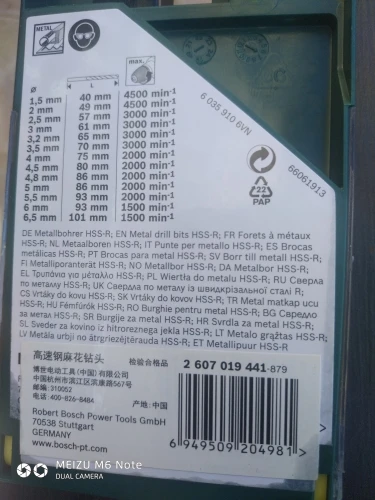 METAL
max.
Ø L
1,5 mm 40 mm 4500 min-1
2 mm 49 mm 4500 min-1
2,5 mm 57 mm 3000 min-1
3 mm 61 mm 3000 min-1
3,2 mm 65 mm 3000 min-1
3,5 mm 70 mm 3000 min-1
4 mm 75 mm 2000 min-1
4,5 mm 80 mm 2000 min-1
4,8 mm 86 mm 2000 min-1
5 mm 86 mm 2000 min-1
5,5 mm 93 mm 1500 min-1
6 mm 93 mm 1500 min-1
6,5 mm 101 mm 1500 min-1
6 035 910 6VN
66061913
22
PAP
DE Metallbohrer HSS-R; EN Metal drill bits HSS-R; FR Forets à métaux
HSS-R; NL Metaalboren HSS-R; IT Punte per metallo HSS-R; ES Brocas
metálicas HSS-R; PT Brocas para metal HSS-R; SV Borr till metall HSS-R;
FI Metalliporanterät HSS-R; NO Metallbor HSS-R; DA Metalbor HSS-R;
EL Τρυπάνια για μέταλλο HSS-R; PL Wiertła do metalu HSS-R; RU Сверла
по металлу HSS-R; UK Свердла по металу із швидкорізальної сталі R;
CS Vrtáky do kovu HSS-R; SK Vrtáky do kovov HSS-R; TR Metal matkap ucu
HSS-R; HU Fémfúrók HSS-R; RO Burghie pentru metal HSS-R; BG Свредло
за метал HSS-R; SR Burgije za metal HSS-R; HR Svrdla za metal HSS-R;
SL Sveder za kovino iz hitroreznega jekla HSS-R; LT Metalo grąžtas HSS-R;
LV Metāla urbji no ātrgriezējtērauda HSS-R; ET Metallipuur HSS-R
高速钢麻花钻头 检验合格品 2 607 019 441-879
博世电动工具（中国）有限公司
中国杭州市滨江区滨康路567号
邮编: 310052
电话: 400-826-8484 产地: 中国
Robert Bosch Power Tools GmbH
70538 Stuttgart
GERMANY
www.bosch-pt.com
6 949509 204981 >
MEIZU M6 Note
DUAL CAMERA